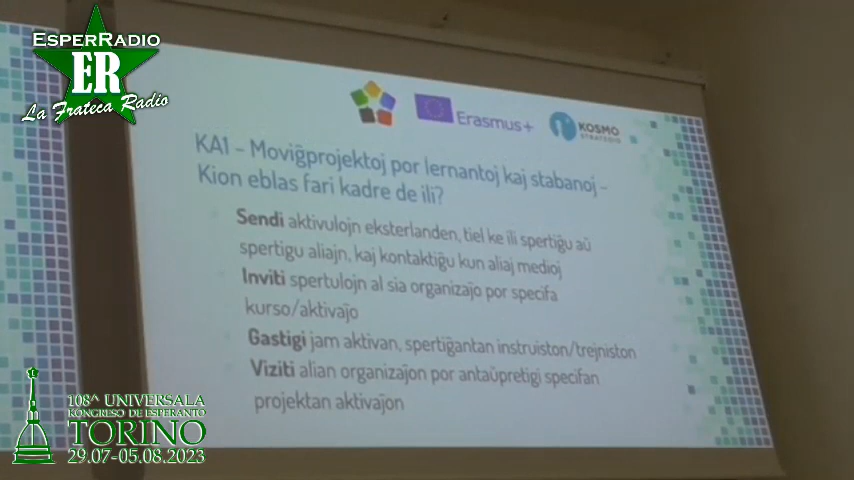 EsperRadio
ER
La Frateca Radio
Erasmus+
KOSMO
STRATEGIO
KA1 – Moviĝprojektoj por lernantoj kaj stabanoj –
Kion eblas fari kadre de ili?
Sendi aktivulojn eksterlanden, tiel ke ili spertiĝu aŭ
spertigu aliajn, kaj kontaktiĝu kun aliaj medioj
Inviti spertulojn al sia organizaĵo por specifa
kurso/aktivaĵo
Gastigi jam aktivan, spertiĝantan instruiston/trejniston
Viziti alian organizaĵon por antaŭpretigi specifan
projektan aktivaĵon
108^ UNIVERSALA
KONGRESO DE ESPERANTO
TORINO
29.07-05.08.2023